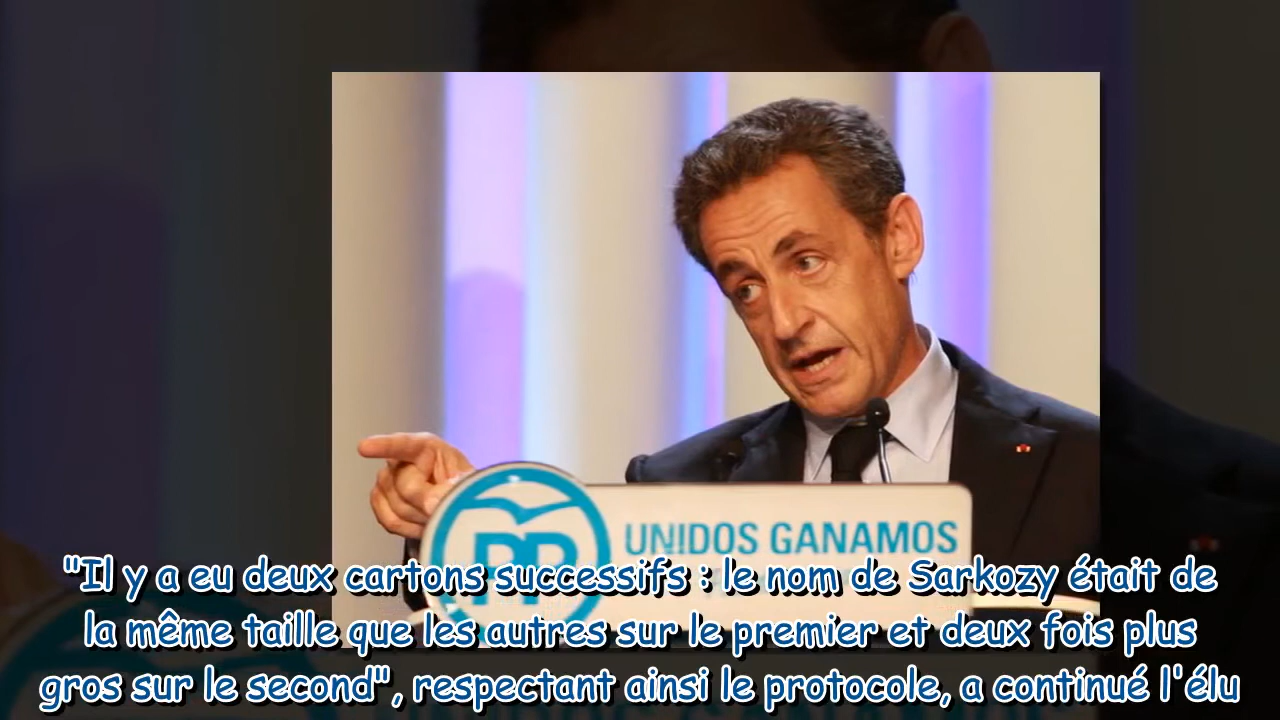 PP
UNIDOS GANAMOS
"Il y a eu deux cartons successifs : le nom de Sarkozy était de
la même taille que les autres sur le premier et deux fois plus
gros sur le second", respectant ainsi le protocole, a continué l'élu